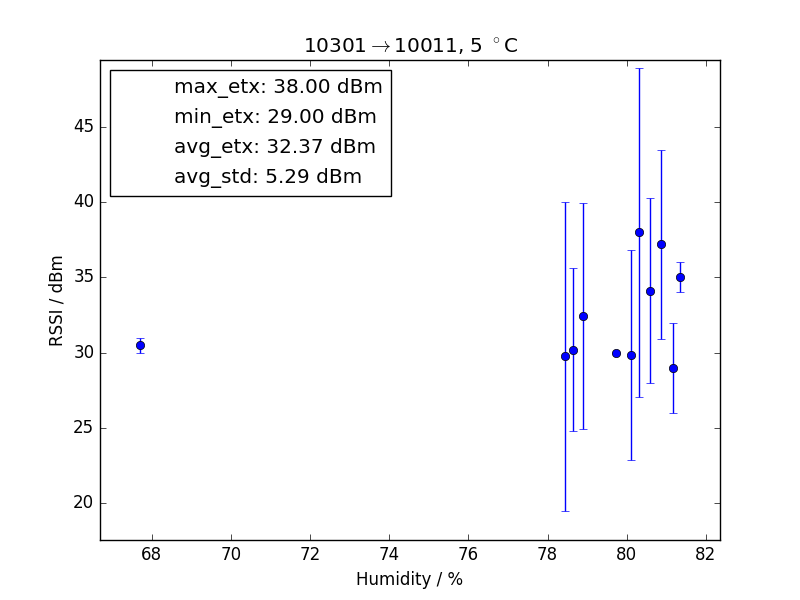 10301→10011, 5 °C
max_etx: 38.00 dBm
min_etx: 29.00 dBm
avg_etx: 32.37 dBm
avg_std: 5.29 dBm
RSSI / dBm
45
40
35
30
25
20
68 70 72 74 76 78 80 82
Humidity / %